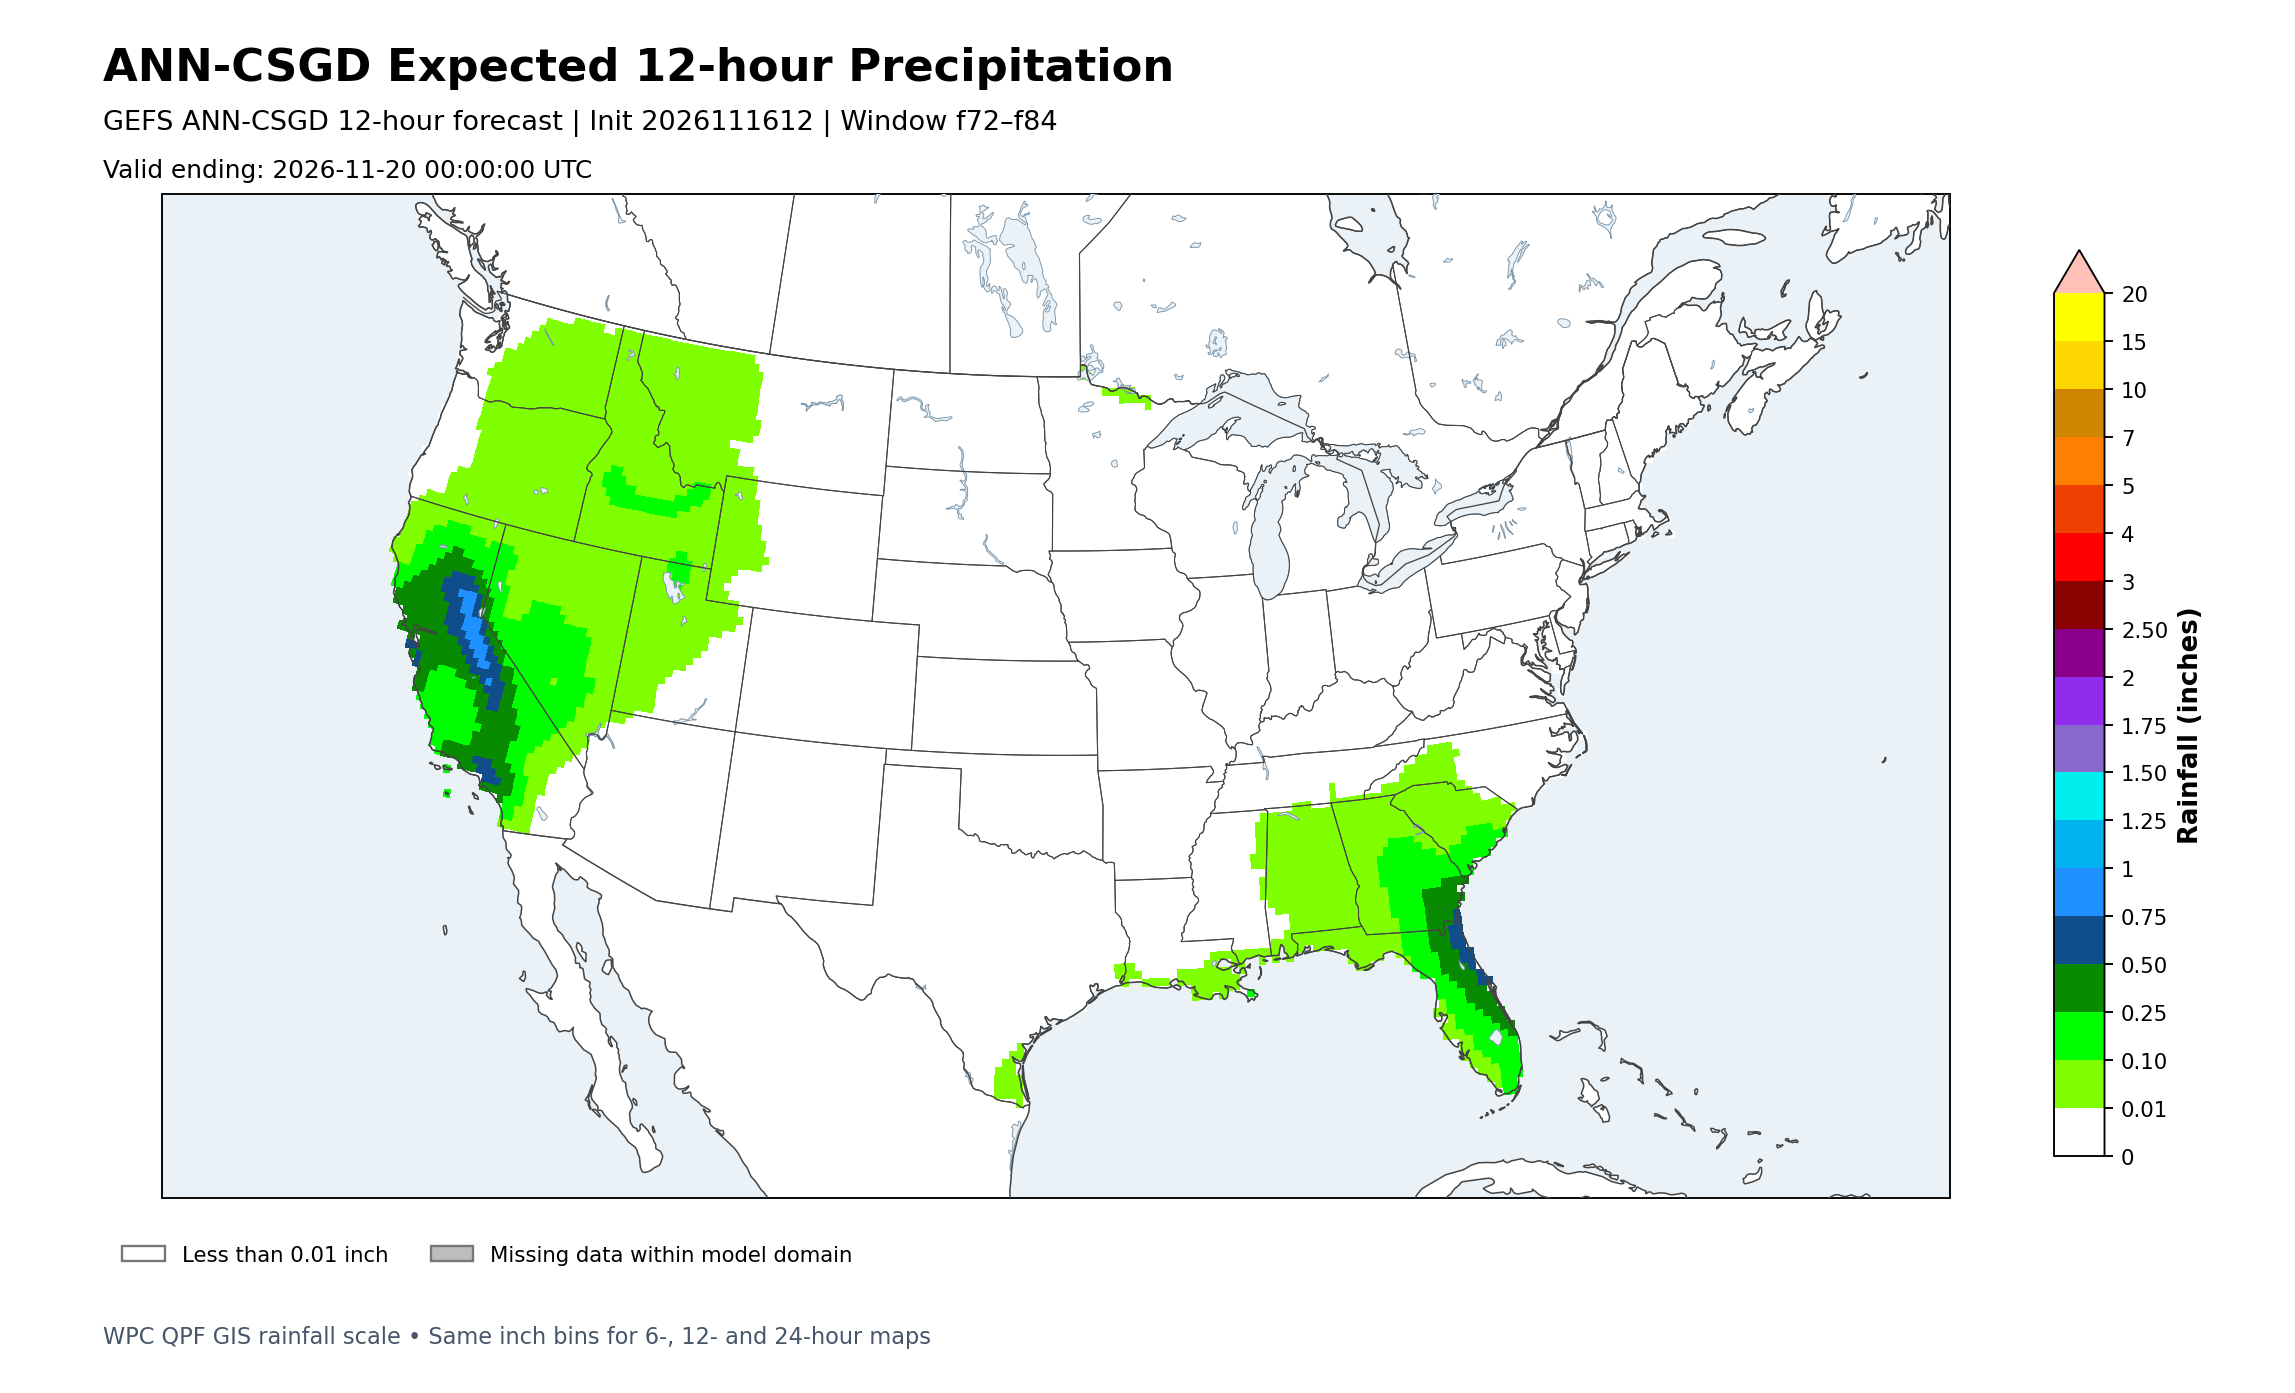 ANN-CSGD Expected 12-hour Precipitation
GEFS ANN-CSGD 12-hour forecast | Init 2026111612 | Window f72–f84
Valid ending: 2026-11-20 00:00:00 UTC
20
15
10
7
5
4
3
2.50
2
1.75
1.50
1.25
1
0.75
0.50
0.25
0.10
0.01
0
Rainfall (inches)
Less than 0.01 inch
Missing data within model domain
WPC QPF GIS rainfall scale • Same inch bins for 6-, 12- and 24-hour maps